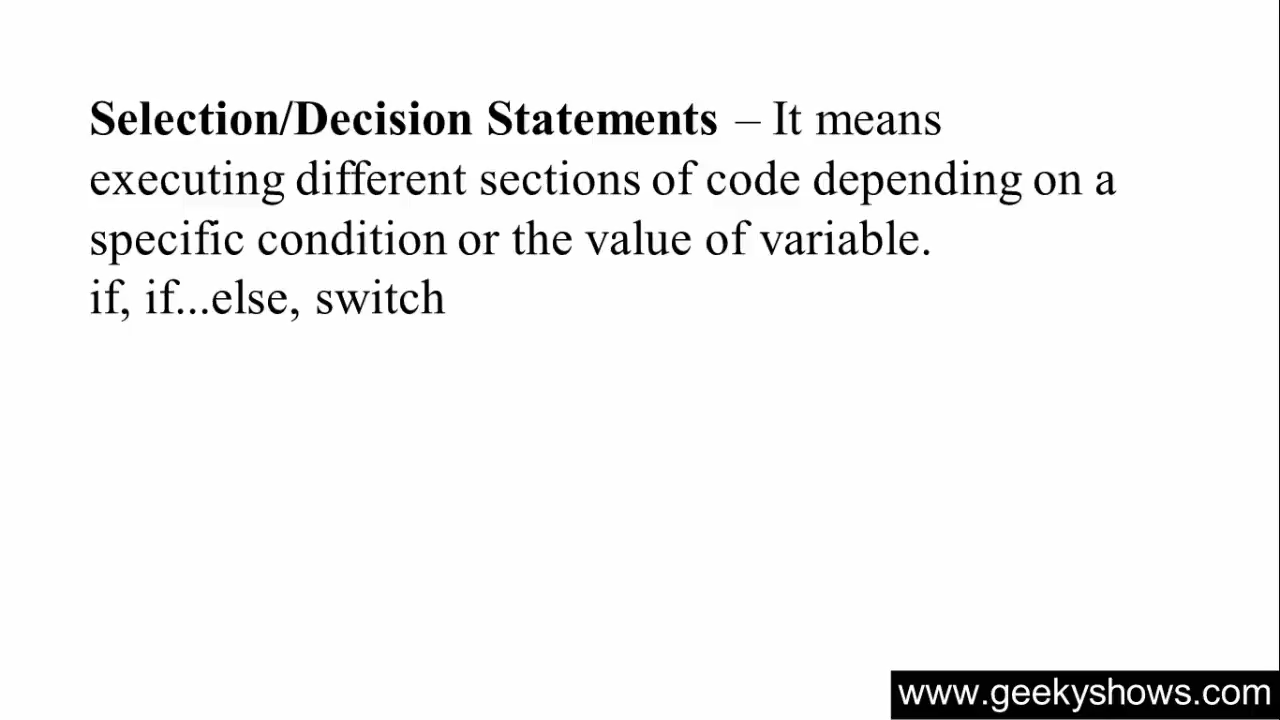 Selection/Decision Statements – It means
executing different sections of code depending on a
specific condition or the value of variable.
if, if...else, switch
www.geekyshows.com